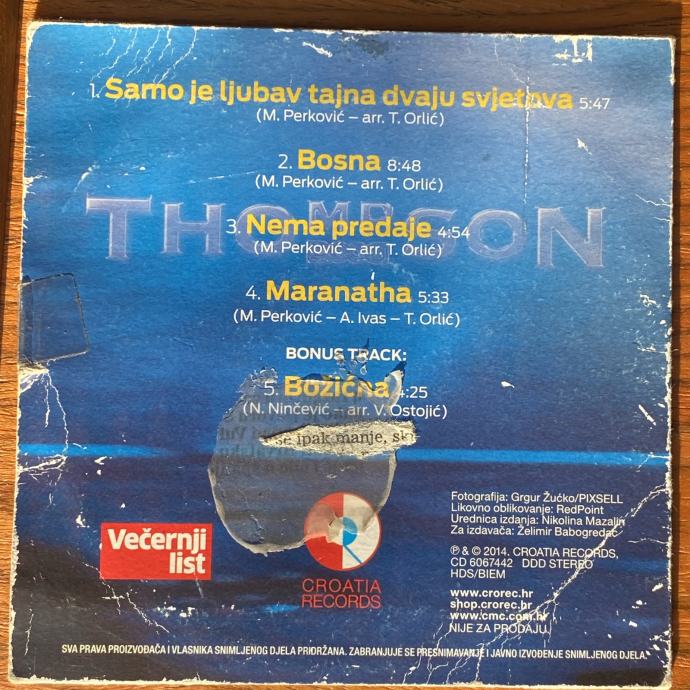 1. Samo je ljubav tajna dvaju svjetova 5:47
(M. Perković – arr. T. Orlić)
2. Bosna 8:48
(M. Perković – arr. T. Orlić)
THOMPSON
3. Nema predaje 4:54
(M. Perković – arr. T. Orlić)
4. Maranatha 5:33
(M. Perković – A. Ivas – T. Orlić)
BONUS TRACK:
5. Božićna 4:25
(N. Ninčević – arr. V. Ostojić)
se ipak manje, sk
Večernji
list
CROATIA
RECORDS
Fotografija: Grgur Žućko/PIXSELL
Likovno oblikovanje: RedPoint
Urednica izdanja: Nikolina Mazalin
Za izdavača: Želimir Babogredac
℗ & © 2014. CROATIA RECORDS,
CD 6067442 DDD STEREO
HDS/BIEM
www.crorec.hr
shop.crorec.hr
www.cmc.com.hr
NIJE ZA PRODAJU
SVA PRAVA PROIZVOĐAČA I VLASNIKA SNIMLJENOG DJELA PRIDRŽANA. ZABRANJUJE SE PRESNIMAVANJE I JAVNO IZVOĐENJE SNIMLJENOG DJELA.